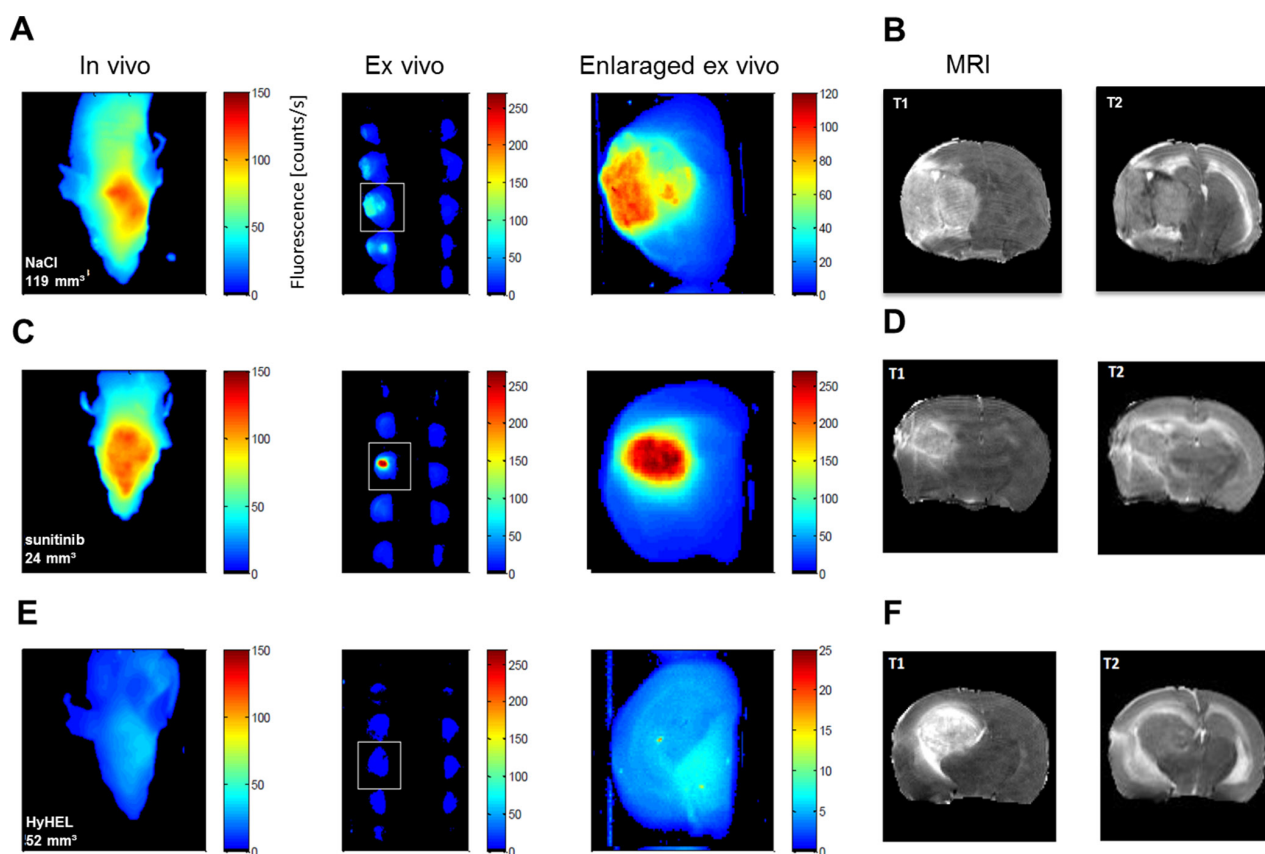 A
B
In vivo
Ex vivo
Enlaraged ex vivo
MRI
NaCl
119 mm³
150
100
50
0
Fluorescence [counts/s]
250
200
150
100
50
0
120
100
80
60
40
20
0
T1
T2
C
D
sunitinib
24 mm³
150
100
50
0
250
200
150
100
50
0
250
200
150
100
50
0
T1
T2
E
F
HyHEL
52 mm³
150
100
50
0
250
200
150
100
50
0
25
20
15
10
5
0
T1
T2